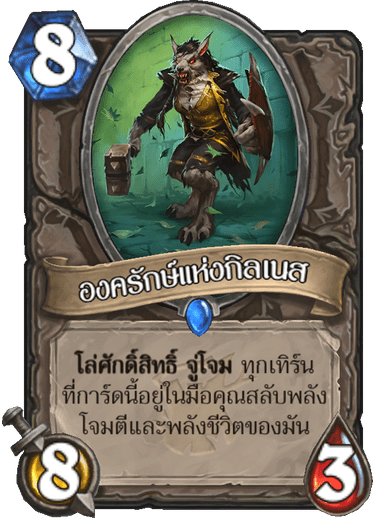 8
องครักษ์แห่งกิลเนส
โล่ศักดิ์สิทธิ์ จู่โจม ทุกเทิร์น
ที่การ์ดนี้อยู่ในมือคุณสลับพลัง
โจมตีและพลังชีวิตของมัน
8
3